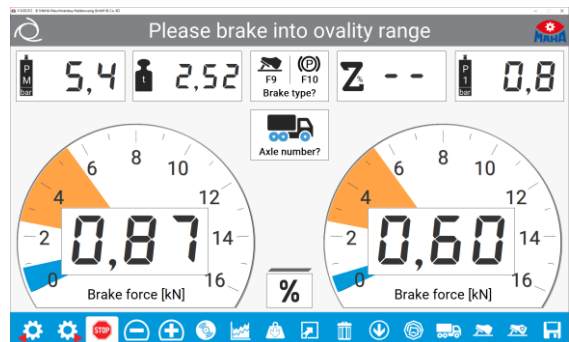 Please brake into ovality range
MAHA
P
M
bar
5,4
t
2,52
F9
(P)
F10
Brake type?
Z
--
P
1
bar
0,8
Axle number?
0
2
4
6
8
10
12
14
16
0,87
Brake force [kN]
%
0
2
4
6
8
10
12
14
16
0,60
Brake force [kN]
STOP